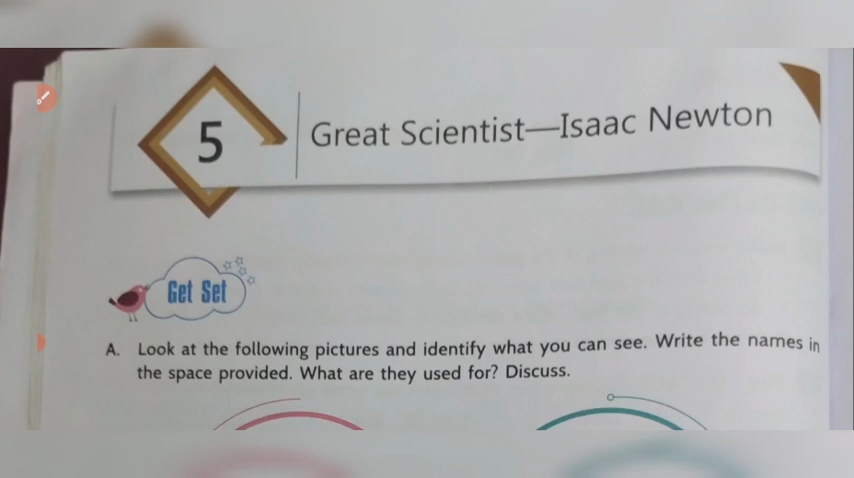 5
Great Scientist—Isaac Newton
Get Set
A. Look at the following pictures and identify what you can see. Write the names in
the space provided. What are they used for? Discuss.